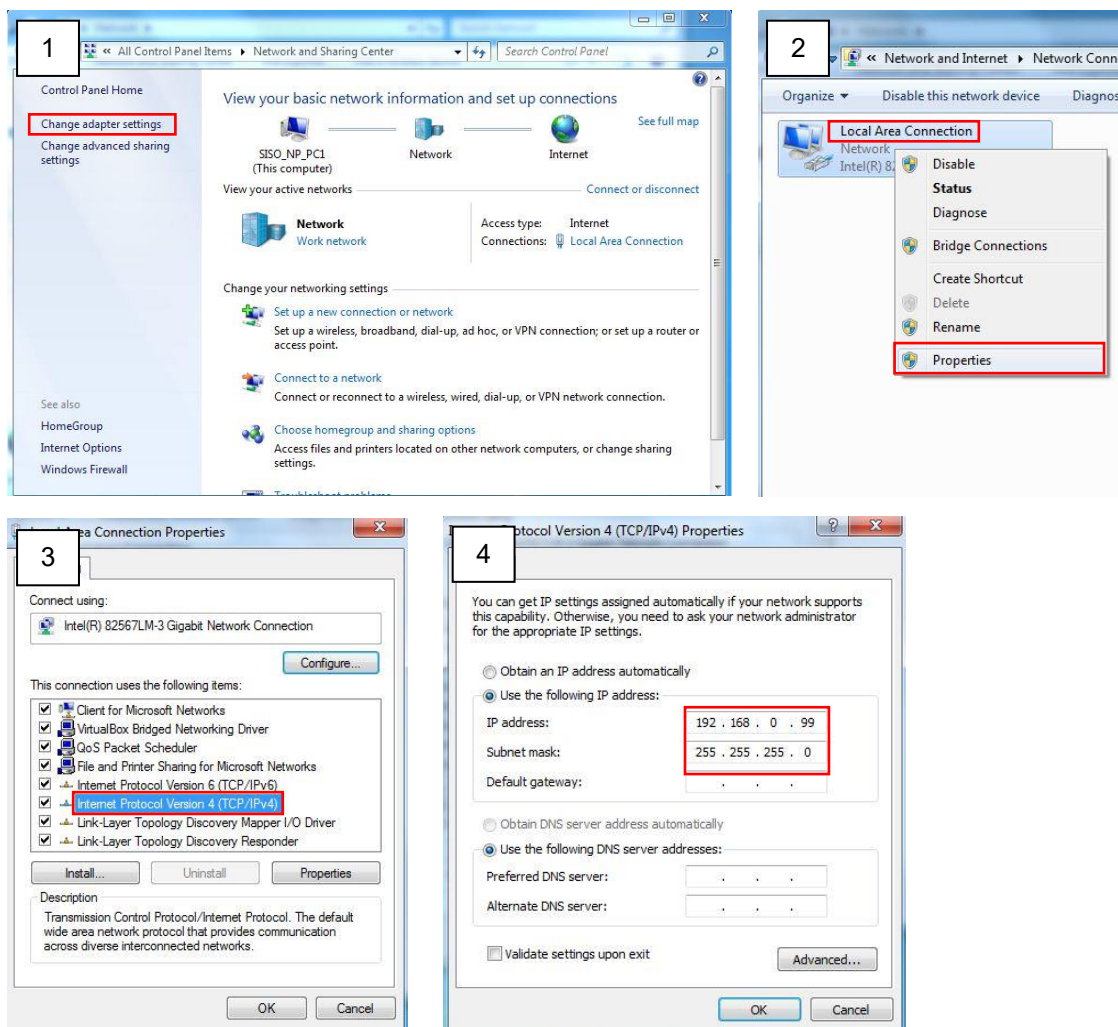 1
« All Control Panel Items ▸ Network and Sharing Center
Search Control Panel
Control Panel Home
Change adapter settings
Change advanced sharing
settings
See also
HomeGroup
Internet Options
Windows Firewall
View your basic network information and set up connections
See full map
SISO_NP_PC1
(This computer)
Network
Internet
View your active networks
Connect or disconnect
Network
Work network
Access type: Internet
Connections: Local Area Connection
Change your networking settings
Set up a new connection or network
Set up a wireless, broadband, dial-up, ad hoc, or VPN connection; or set up a router or
access point.
Connect to a network
Connect or reconnect to a wireless, wired, dial-up, or VPN network connection.
Choose homegroup and sharing options
Access files and printers located on other network computers, or change sharing
settings.
Troubleshoot problems
2
« Network and Internet ▸ Network Conn
Organize Disable this network device Diagnos
Local Area Connection
Network
Intel(R) 82
Disable
Status
Diagnose
Bridge Connections
Create Shortcut
Delete
Rename
Properties
3
ea Connection Properties
Connect using:
Intel(R) 82567LM-3 Gigabit Network Connection
Configure...
This connection uses the following items:
Client for Microsoft Networks
VirtualBox Bridged Networking Driver
QoS Packet Scheduler
File and Printer Sharing for Microsoft Networks
Internet Protocol Version 6 (TCP/IPv6)
Internet Protocol Version 4 (TCP/IPv4)
Link-Layer Topology Discovery Mapper I/O Driver
Link-Layer Topology Discovery Responder
Install... Uninstall Properties
Description
Transmission Control Protocol/Internet Protocol. The default
wide area network protocol that provides communication
across diverse interconnected networks.
OK Cancel
4
otocol Version 4 (TCP/IPv4) Properties
You can get IP settings assigned automatically if your network supports
this capability. Otherwise, you need to ask your network administrator
for the appropriate IP settings.
Obtain an IP address automatically
Use the following IP address:
IP address: 192 . 168 . 0 . 99
Subnet mask: 255 . 255 . 255 . 0
Default gateway: . . .
Obtain DNS server address automatically
Use the following DNS server addresses:
Preferred DNS server: . . .
Alternate DNS server: . . .
Validate settings upon exit
Advanced...
OK Cancel